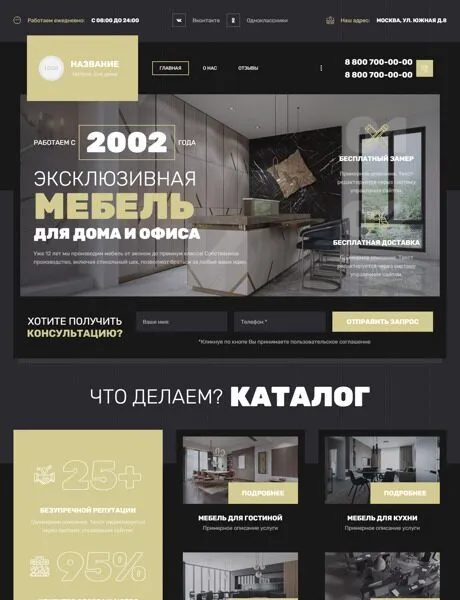 Работаем ежедневно: С 08:00 ДО 24:00
Вконтакте
Одноклассники
Наш адрес: МОСКВА, УЛ. ЮЖНАЯ Д.8
LOGO
НАЗВАНИЕ
Мебель для дома
ГЛАВНАЯ
О НАС
ОТЗЫВЫ
8 800 700-00-00
8 800 700-00-00
РАБОТАЕМ С 2002 ГОДА
ЭКСКЛЮЗИВНАЯ
МЕБЕЛЬ
ДЛЯ ДОМА И ОФИСА
Уже 12 лет мы производим мебель от эконом до премиум класса! Собственное
производство, включая стекольный цех, позволяет браться за любые ваши идеи.
01
БЕСПЛАТНЫЙ ЗАМЕР
Примерное описание. Текст
редактируется через систему
управления сайтом.
БЕСПЛАТНАЯ ДОСТАВКА
Примерное описание. Текст
редактируется через систему
управления сайтом.
ХОТИТЕ ПОЛУЧИТЬ
КОНСУЛЬТАЦИЮ?
Ваше имя:
Телефон:*
ОТПРАВИТЬ ЗАПРОС
*Кликнув по кнопе Вы принимаете пользовательское соглашение
ЧТО ДЕЛАЕМ? КАТАЛОГ
25+
БЕЗУПРЕЧНОЙ РЕПУТАЦИИ
Примерное описание. Текст редактируется
через систему управления сайтом.
95%
ПОДРОБНЕЕ
МЕБЕЛЬ ДЛЯ ГОСТИНОЙ
Примерное описание услуги
ПОДРОБНЕЕ
МЕБЕЛЬ ДЛЯ КУХНИ
Примерное описание услуги